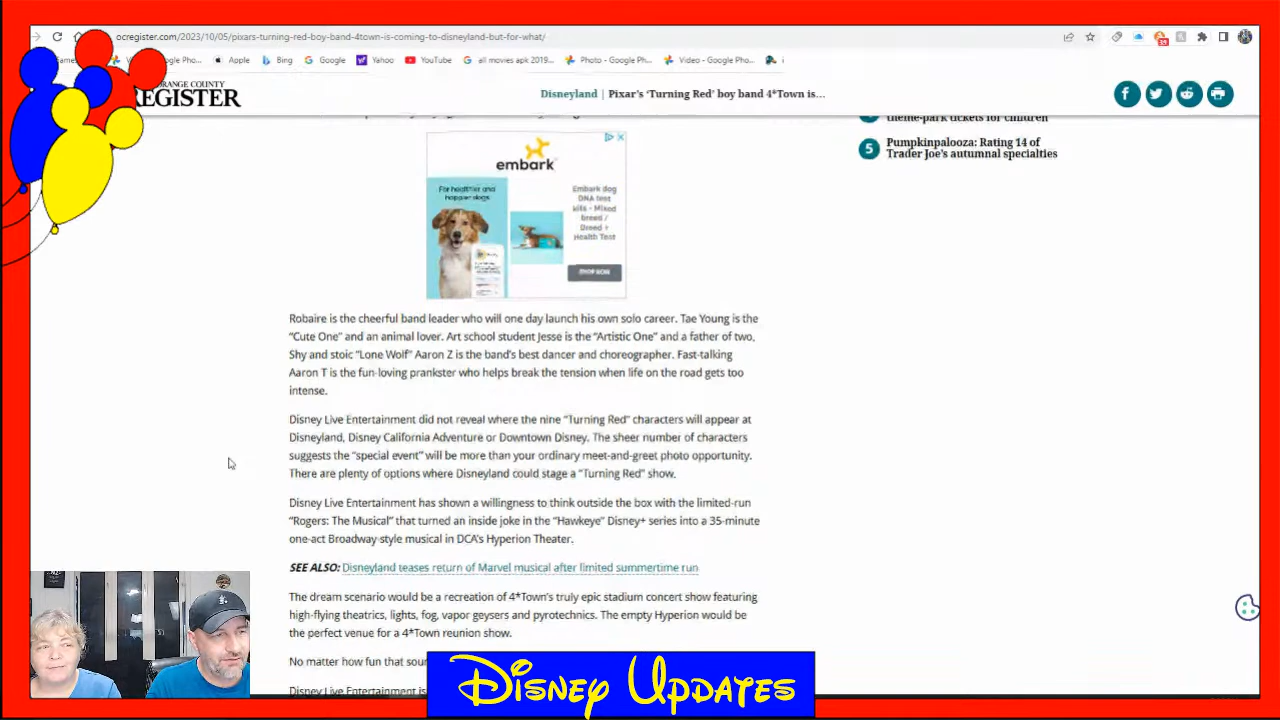 ocregister.com/2023/10/05/pixars-turning-red-boy-band-4town-is-coming-to-disneyland-but-for-what/
Google Pho...
Apple
Bing
Google
Yahoo
YouTube
all movies apk 2019...
Photo - Google Ph...
Video - Google Pho...
ORANGE COUNTY
REGISTER
Disneyland | Pixar's 'Turning Red' boy band 4*Town is...
theme-park tickets for children
5 Pumpkinpalooza: Rating 14 of
Trader Joe's autumnal specialties
embark
For healthier and
happier dogs
Embark dog
DNA test
kits - Mixed
breed /
Breed +
Health Test
SHOP NOW
Robaire is the cheerful band leader who will one day launch his own solo career. Tae Young is the
"Cute One" and an animal lover. Art school student Jesse is the "Artistic One" and a father of two.
Shy and stoic "Lone Wolf" Aaron Z is the band's best dancer and choreographer. Fast-talking
Aaron T is the fun-loving prankster who helps break the tension when life on the road gets too
intense.
Disney Live Entertainment did not reveal where the nine "Turning Red" characters will appear at
Disneyland, Disney California Adventure or Downtown Disney. The sheer number of characters
suggests the "special event" will be more than your ordinary meet-and-greet photo opportunity.
There are plenty of options where Disneyland could stage a "Turning Red" show.
Disney Live Entertainment has shown a willingness to think outside the box with the limited-run
"Rogers: The Musical" that turned an inside joke in the "Hawkeye" Disney+ series into a 35-minute
one-act Broadway-style musical in DCA's Hyperion Theater.
SEE ALSO: Disneyland teases return of Marvel musical after limited summertime run
The dream scenario would be a recreation of 4*Town's truly epic stadium concert show featuring
high-flying theatrics, lights, fog, vapor geysers and pyrotechnics. The empty Hyperion would be
the perfect venue for a 4*Town reunion show.
No matter how fun that sou
Disney Live Entertainment is
DISNEY UPDATES